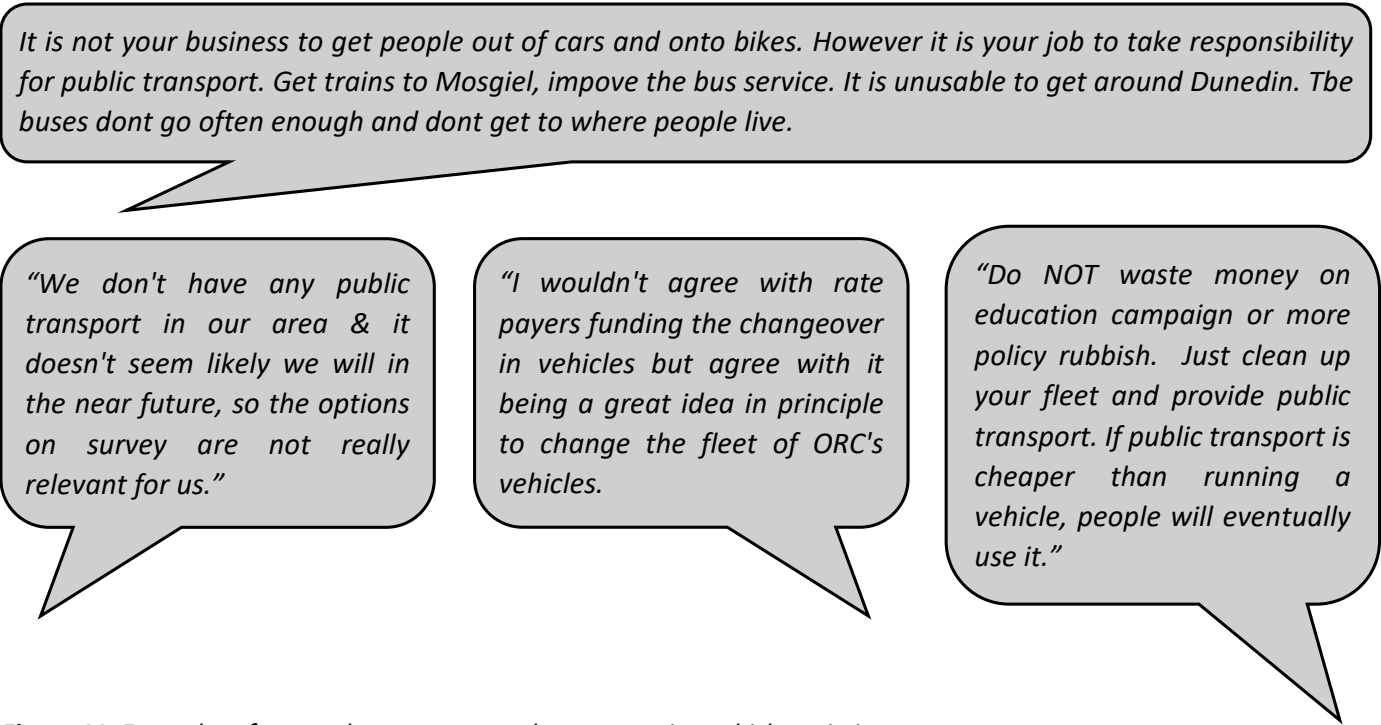 It is not your business to get people out of cars and onto bikes. However it is your job to take responsibility
for public transport. Get trains to Mosgiel, impove the bus service. It is unusable to get around Dunedin. Tbe
buses dont go often enough and dont get to where people live.
“We don't have any public
transport in our area & it
doesn't seem likely we will in
the near future, so the options
on survey are not really
relevant for us.”
“I wouldn't agree with rate
payers funding the changeover
in vehicles but agree with it
being a great idea in principle
to change the fleet of ORC's
vehicles.
“Do NOT waste money on
education campaign or more
policy rubbish. Just clean up
your fleet and provide public
transport. If public transport is
cheaper than running a
vehicle, people will eventually
use it.”